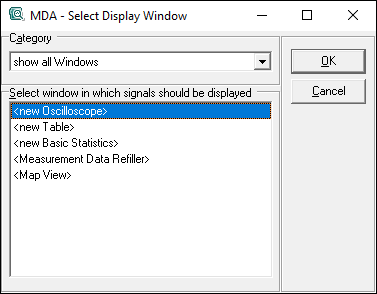 MDA - Select Display Window
Category
show all Windows
OK
Cancel
Select window in which signals should be displayed
<new Oscilloscope>
<new Table>
<new Basic Statistics>
<Measurement Data Refiller>
<Map View>